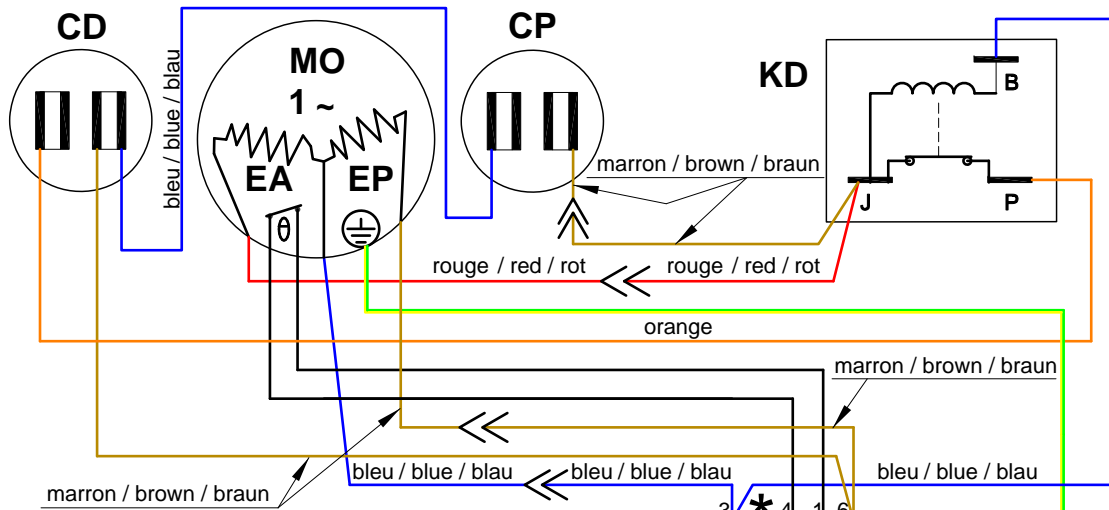 CD
bleu / blue / blau
MO
1 ~
EA
EP
θ
CP
KD
B
J
P
marron / brown / braun
rouge / red / rot
rouge / red / rot
orange
marron / brown / braun
bleu / blue / blau
bleu / blue / blau
bleu / blue / blau
marron / brown / braun
3 * 4 1 6